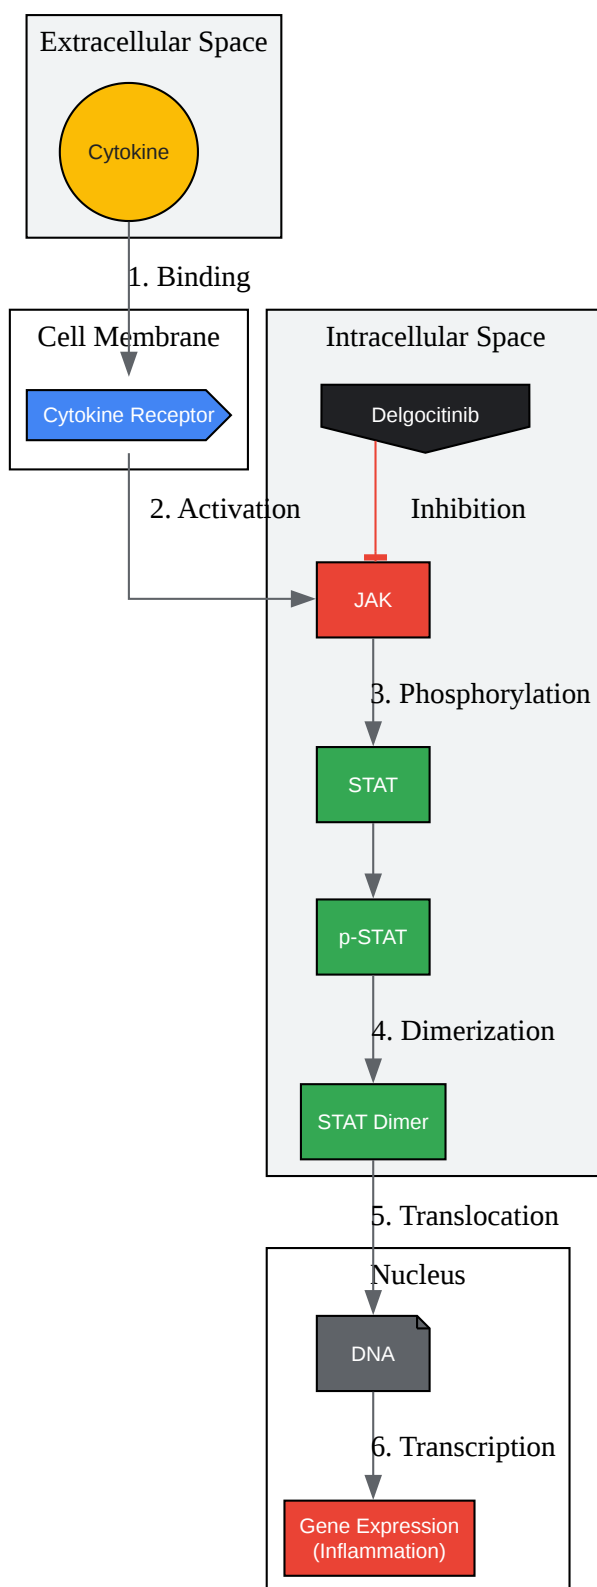 Extracellular Space
Cytokine
1. Binding
Cell Membrane
Cytokine Receptor
Intracellular Space
Delgocitinib
2. Activation
Inhibition
JAK
3. Phosphorylation
STAT
p-STAT
4. Dimerization
STAT Dimer
5. Translocation
Nucleus
DNA
6. Transcription
Gene Expression
(Inflammation)